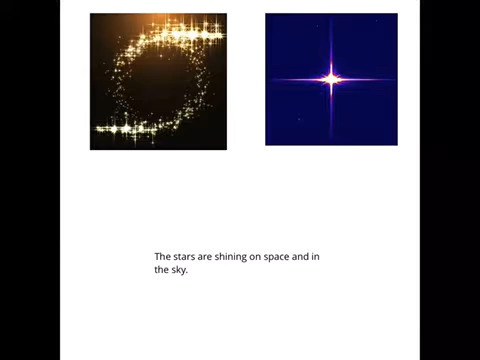 The stars are shining on space and in
the sky.